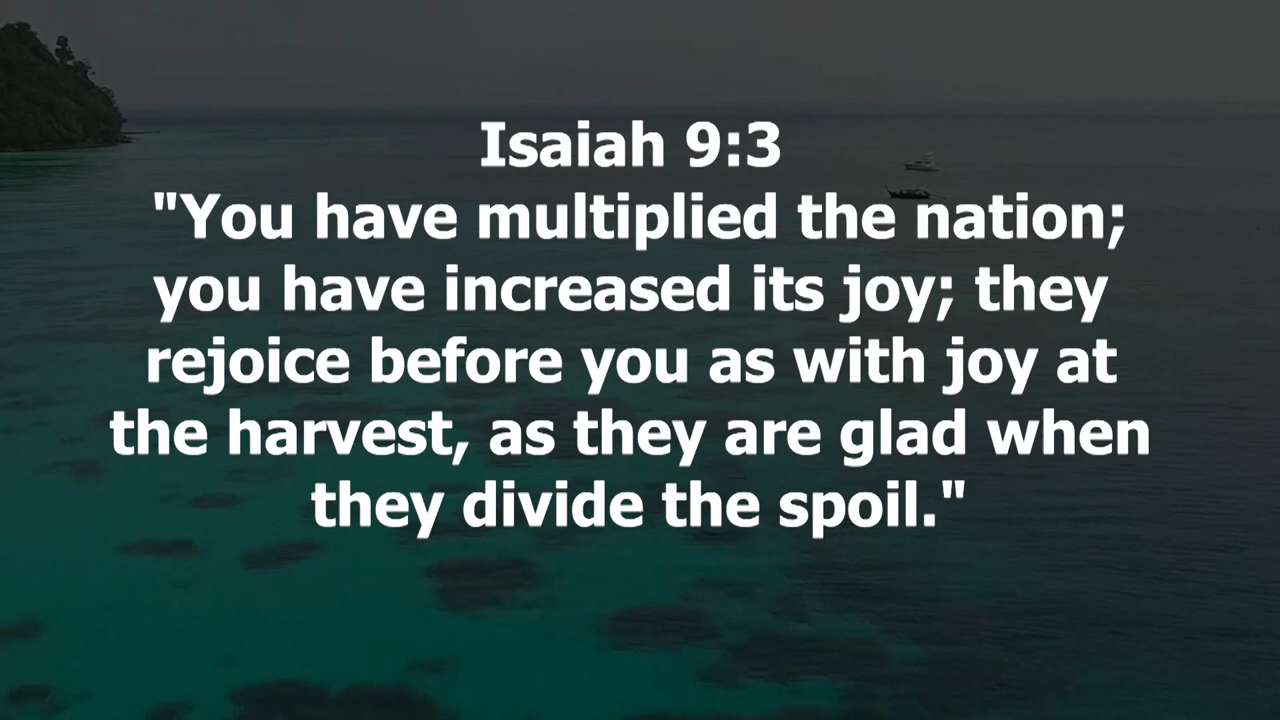 Isaiah 9:3
"You have multiplied the nation;
you have increased its joy; they
rejoice before you as with joy at
the harvest, as they are glad when
they divide the spoil."